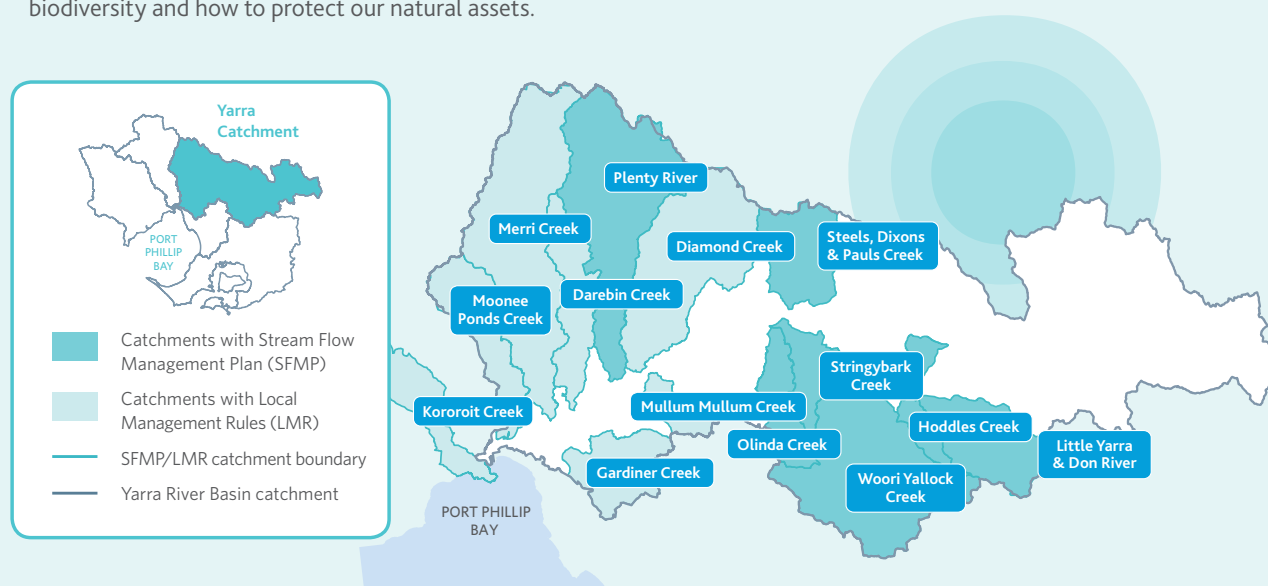 biodiversity and how to protect our natural assets.
Yarra
Catchment
PORT
PHILLIP
BAY
Catchments with Stream Flow
Management Plan (SFMP)
Catchments with Local
Management Rules (LMR)
SFMP/LMR catchment boundary
Yarra River Basin catchment
Plenty River
Merri Creek
Diamond Creek
Steels, Dixons
& Pauls Creek
Moonee
Ponds Creek
Darebin Creek
Stringybark
Creek
Kororoit Creek
Mullum Mullum Creek
Hoddles Creek
Olinda Creek
Little Yarra
& Don River
Gardiner Creek
Woori Yallock
Creek
PORT PHILLIP
BAY